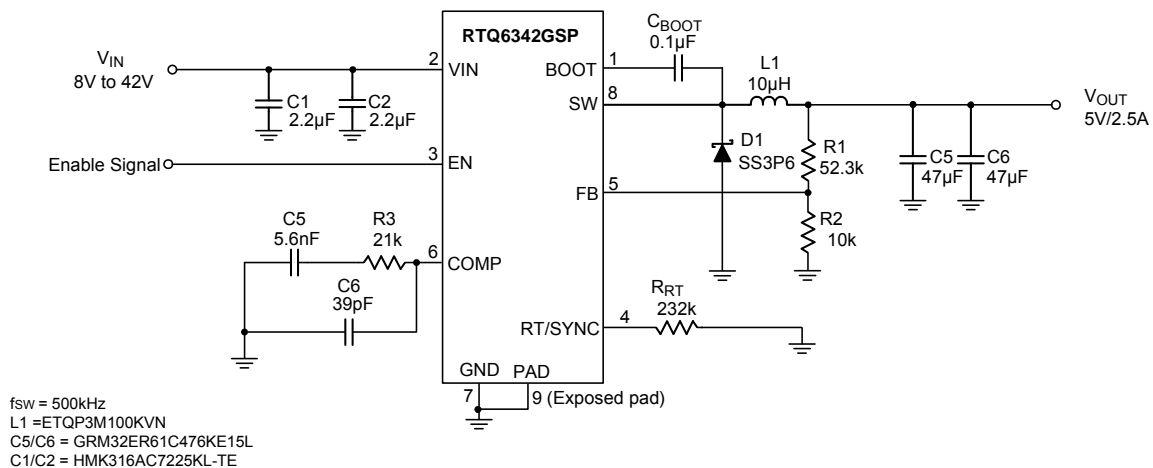 RTQ6342GSP
VIN
8V to 42V
2
VIN
C1
2.2µF
C2
2.2µF
Enable Signal
3
EN
C5
5.6nF
R3
21k
6
COMP
C6
39pF
GND
7
PAD
9 (Exposed pad)
CBOOT
0.1µF
1
BOOT
L1
10µH
8
SW
VOUT
5V/2.5A
D1
SS3P6
R1
52.3k
C5
47µF
C6
47µF
5
FB
R2
10k
RRT
232k
4
RT/SYNC
fSW = 500kHz
L1 =ETQP3M100KVN
C5/C6 = GRM32ER61C476KE15L
C1/C2 = HMK316AC7225KL-TE